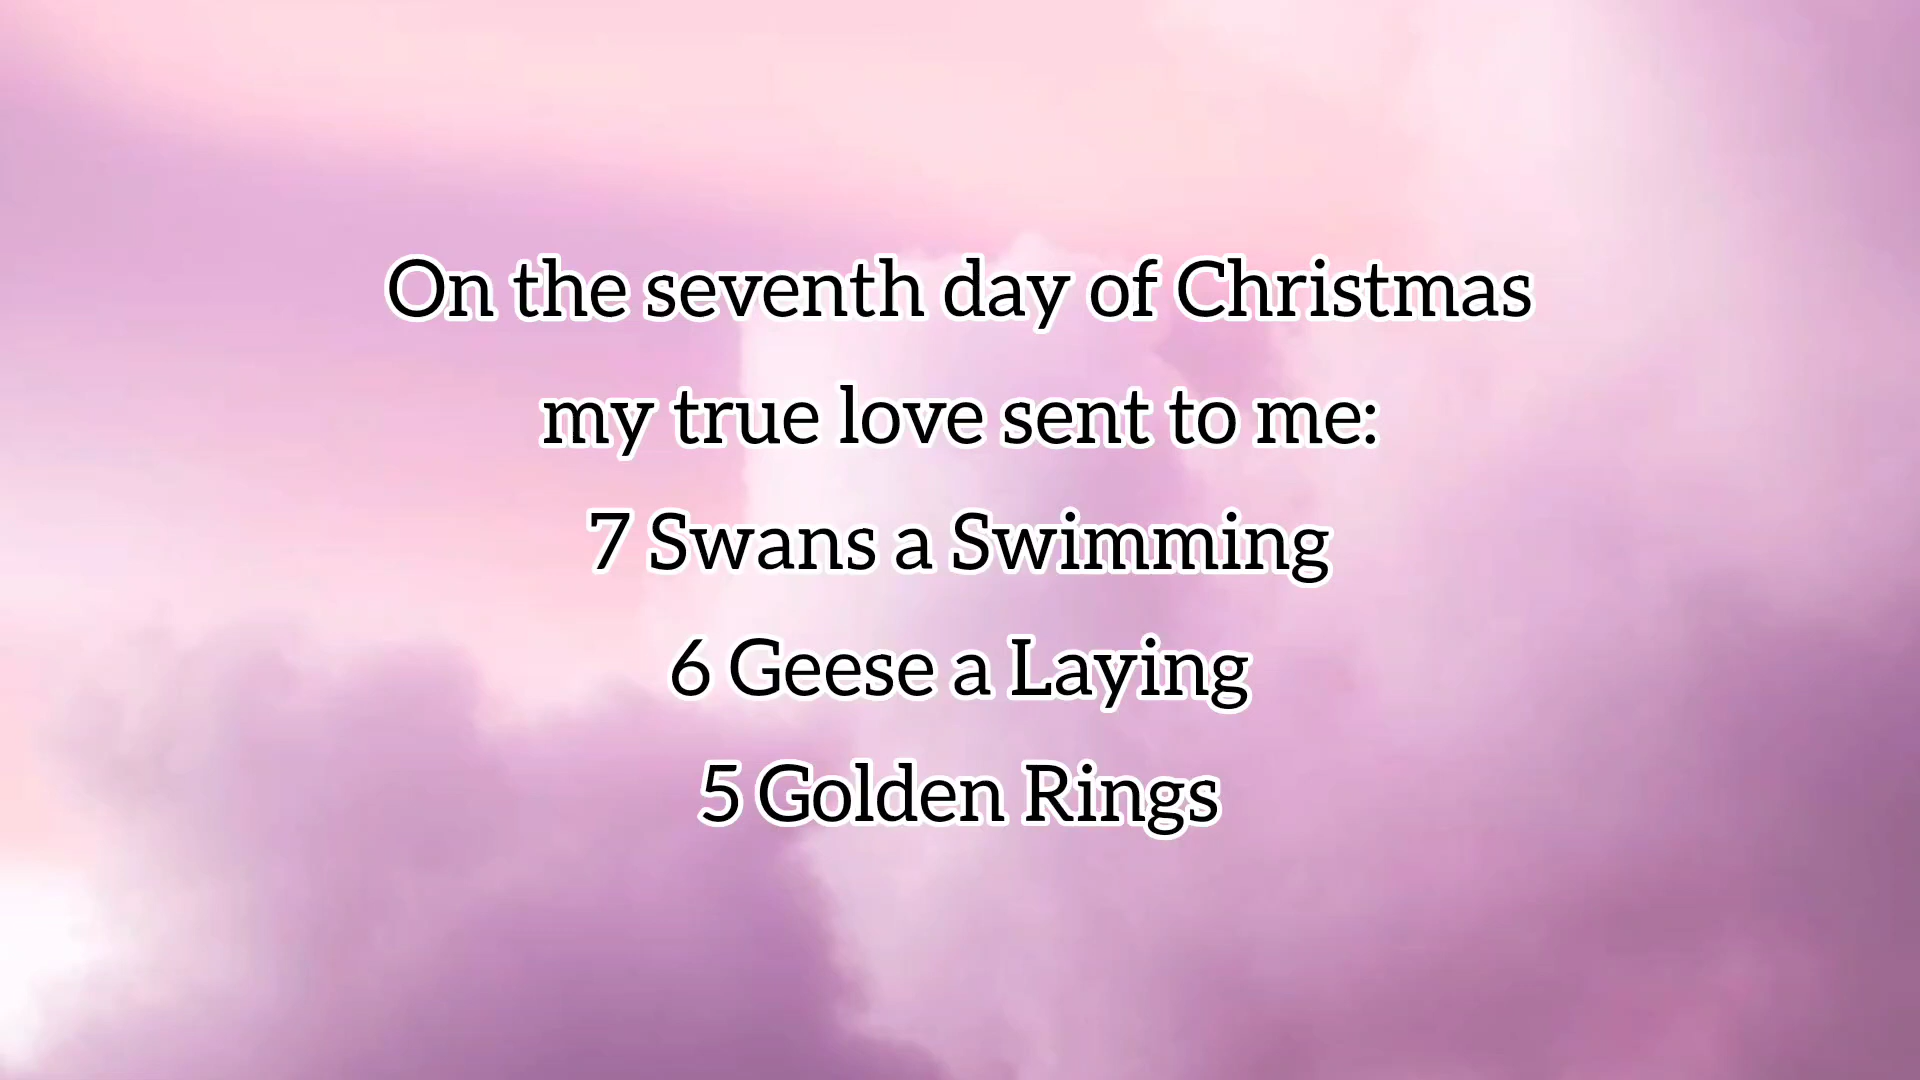 On the seventh day of Christmas
my true love sent to me:
7 Swans a Swimming
6 Geese a Laying
5 Golden Rings